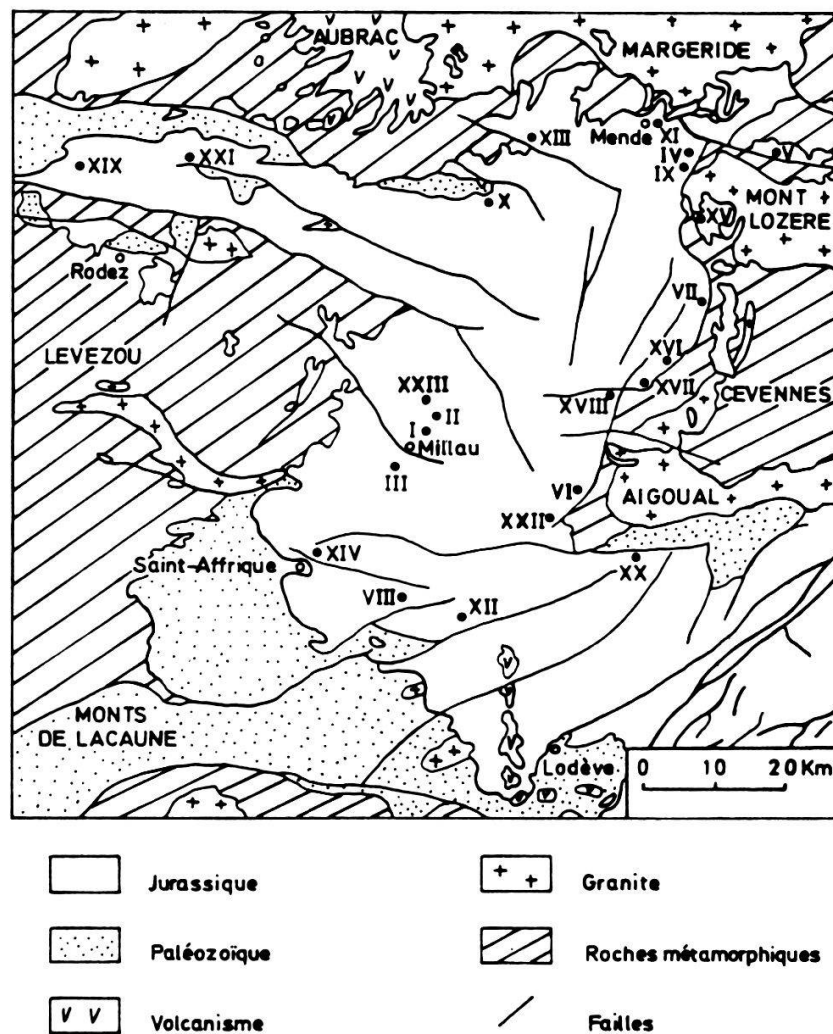 AUBRAC
MARGERIDE
Mende
XI
XIII
IV
V
IX
XIX
XXI
X
MONT
LOZERE
XV
Rodez
VII
LEVEZOU
XVI
XXIII
XVII
XVIII
CEVENNES
II
I
Millau
III
VI
AIGOUAL
XXII
XIV
Saint-Affrique
XX
VIII
XII
MONTS
DE LACAUNE
Lodève
0 10 20 Km
Jurassique
Granite
Paléozoïque
Roches métamorphiques
Volcanisme
Failles